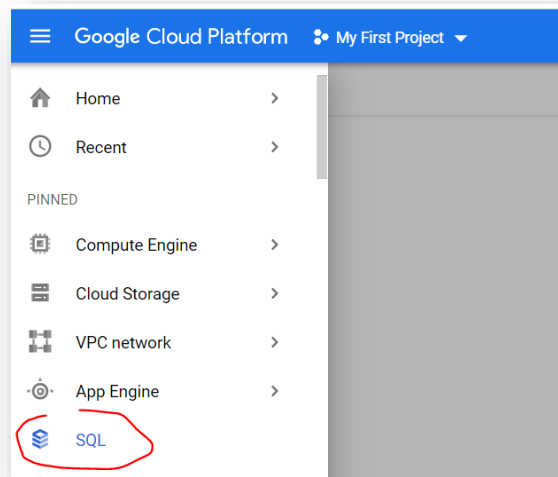 Google Cloud Platform My First Project
Home
Recent
PINNED
Compute Engine
Cloud Storage
VPC network
App Engine
SQL